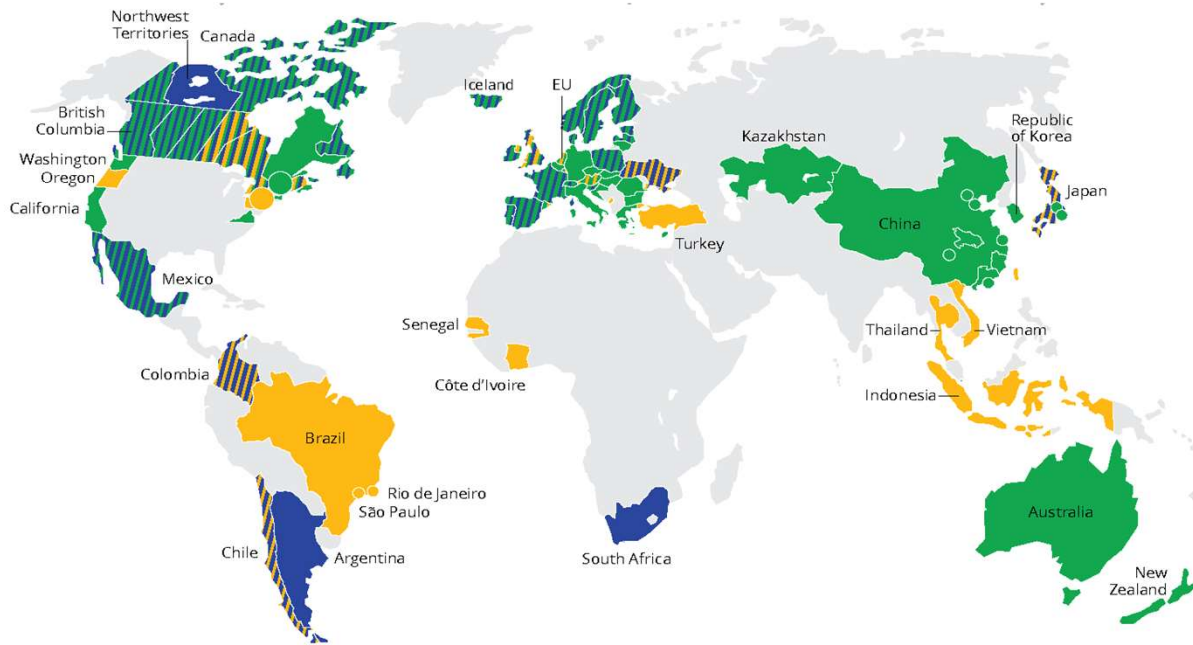 Northwest
Territories
Canada
British
Columbia
Washington
Oregon
California
Mexico
Colombia
Brazil
Rio de Janeiro
São Paulo
Chile
Argentina
Iceland
EU
Turkey
Senegal
Côte d’Ivoire
South Africa
Kazakhstan
Republic
of Korea
Japan
China
Thailand
Vietnam
Indonesia
Australia
New
Zealand